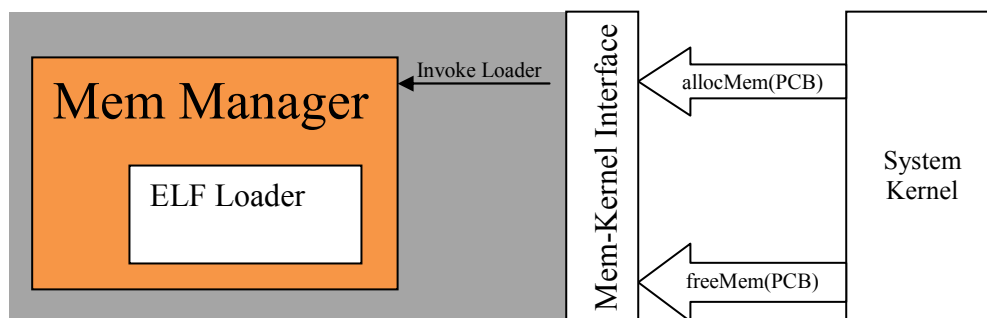 Mem Manager
ELF Loader
Invoke Loader
Mem-Kernel Interface
allocMem(PCB)
freeMem(PCB)
System
Kernel